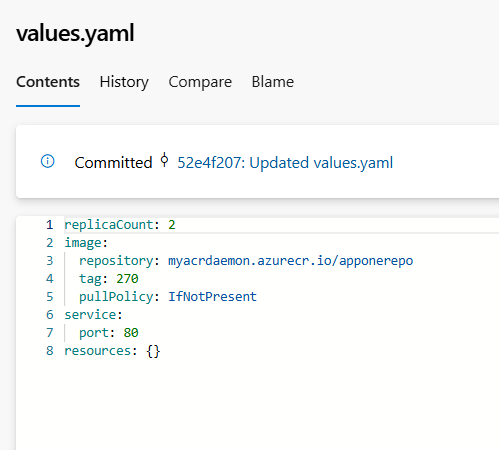 values.yaml
Contents History Compare Blame
Committed 52e4f207: Updated values.yaml
1 replicaCount: 2
2 image:
3 repository: myacrdaemon.azurecr.io/apponerepo
4 tag: 270
5 pullPolicy: IfNotPresent
6 service:
7 port: 80
8 resources: {}